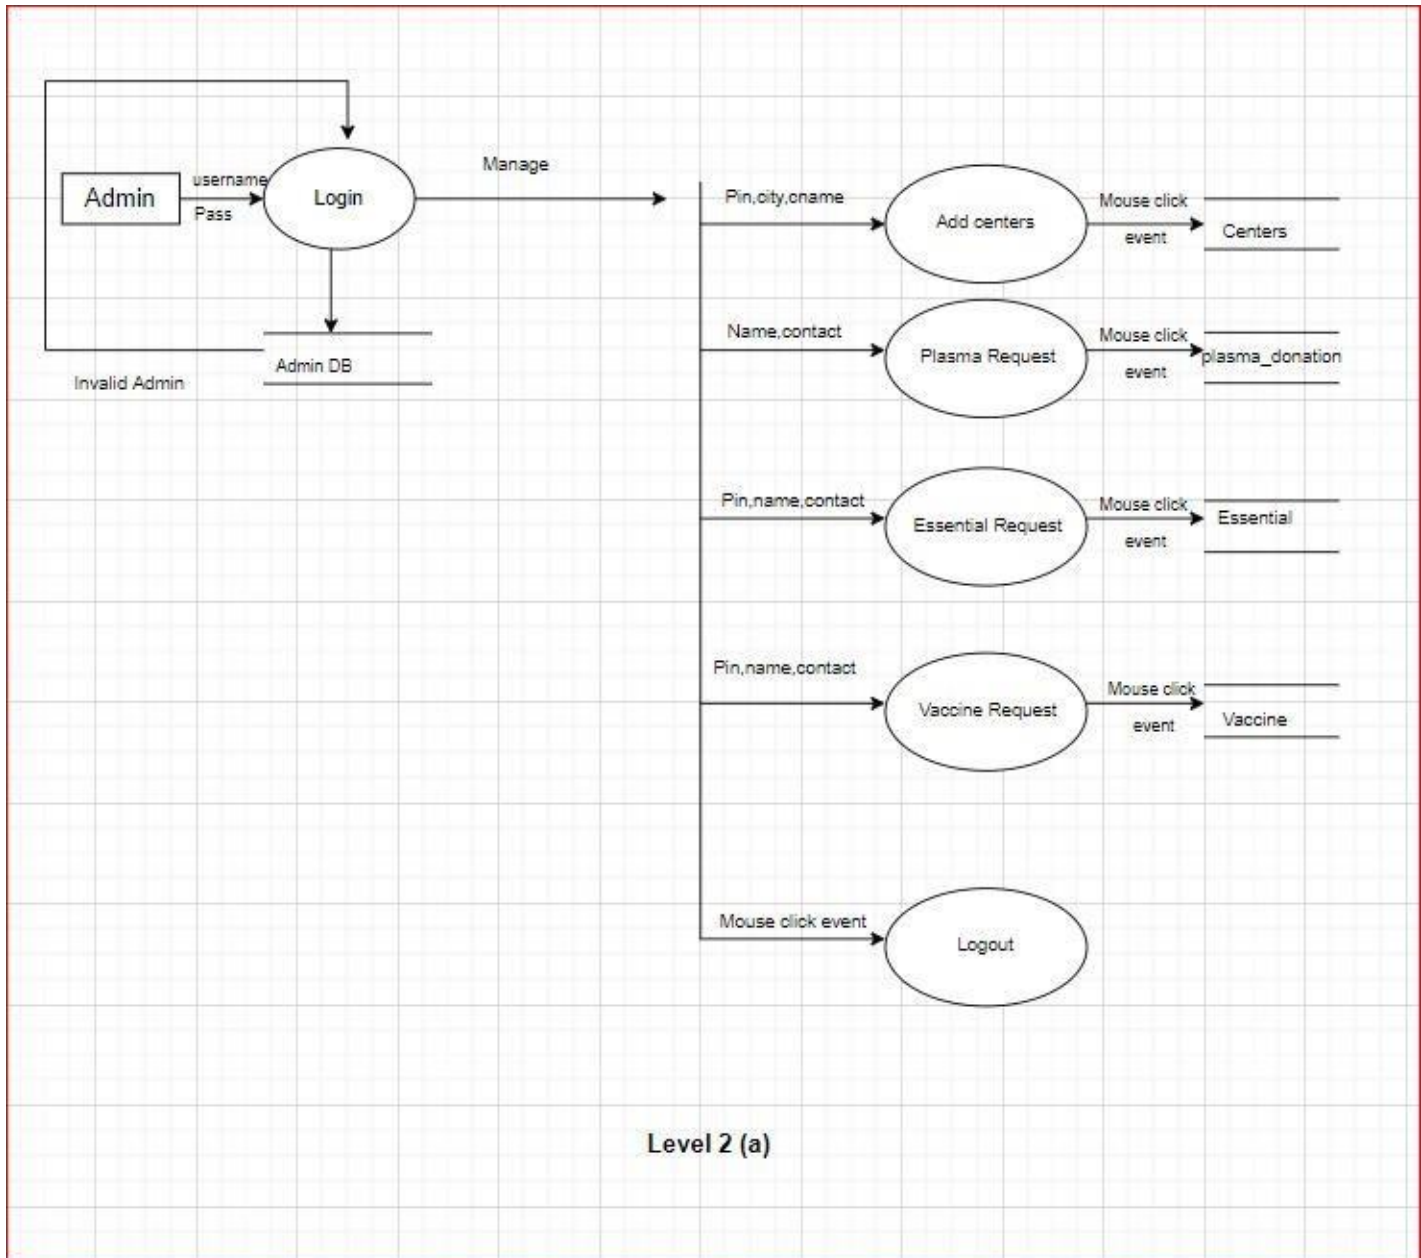 Manage
Admin
username
Pass
Login
Admin DB
Invalid Admin
Pin,city,cname
Add centers
Mouse click
event
Centers
Name,contact
Plasma Request
Mouse click
event
plasma_donation
Pin,name,contact
Essential Request
Mouse click
event
Essential
Pin,name,contact
Vaccine Request
Mouse click
event
Vaccine
Mouse click event
Logout
Level 2 (a)